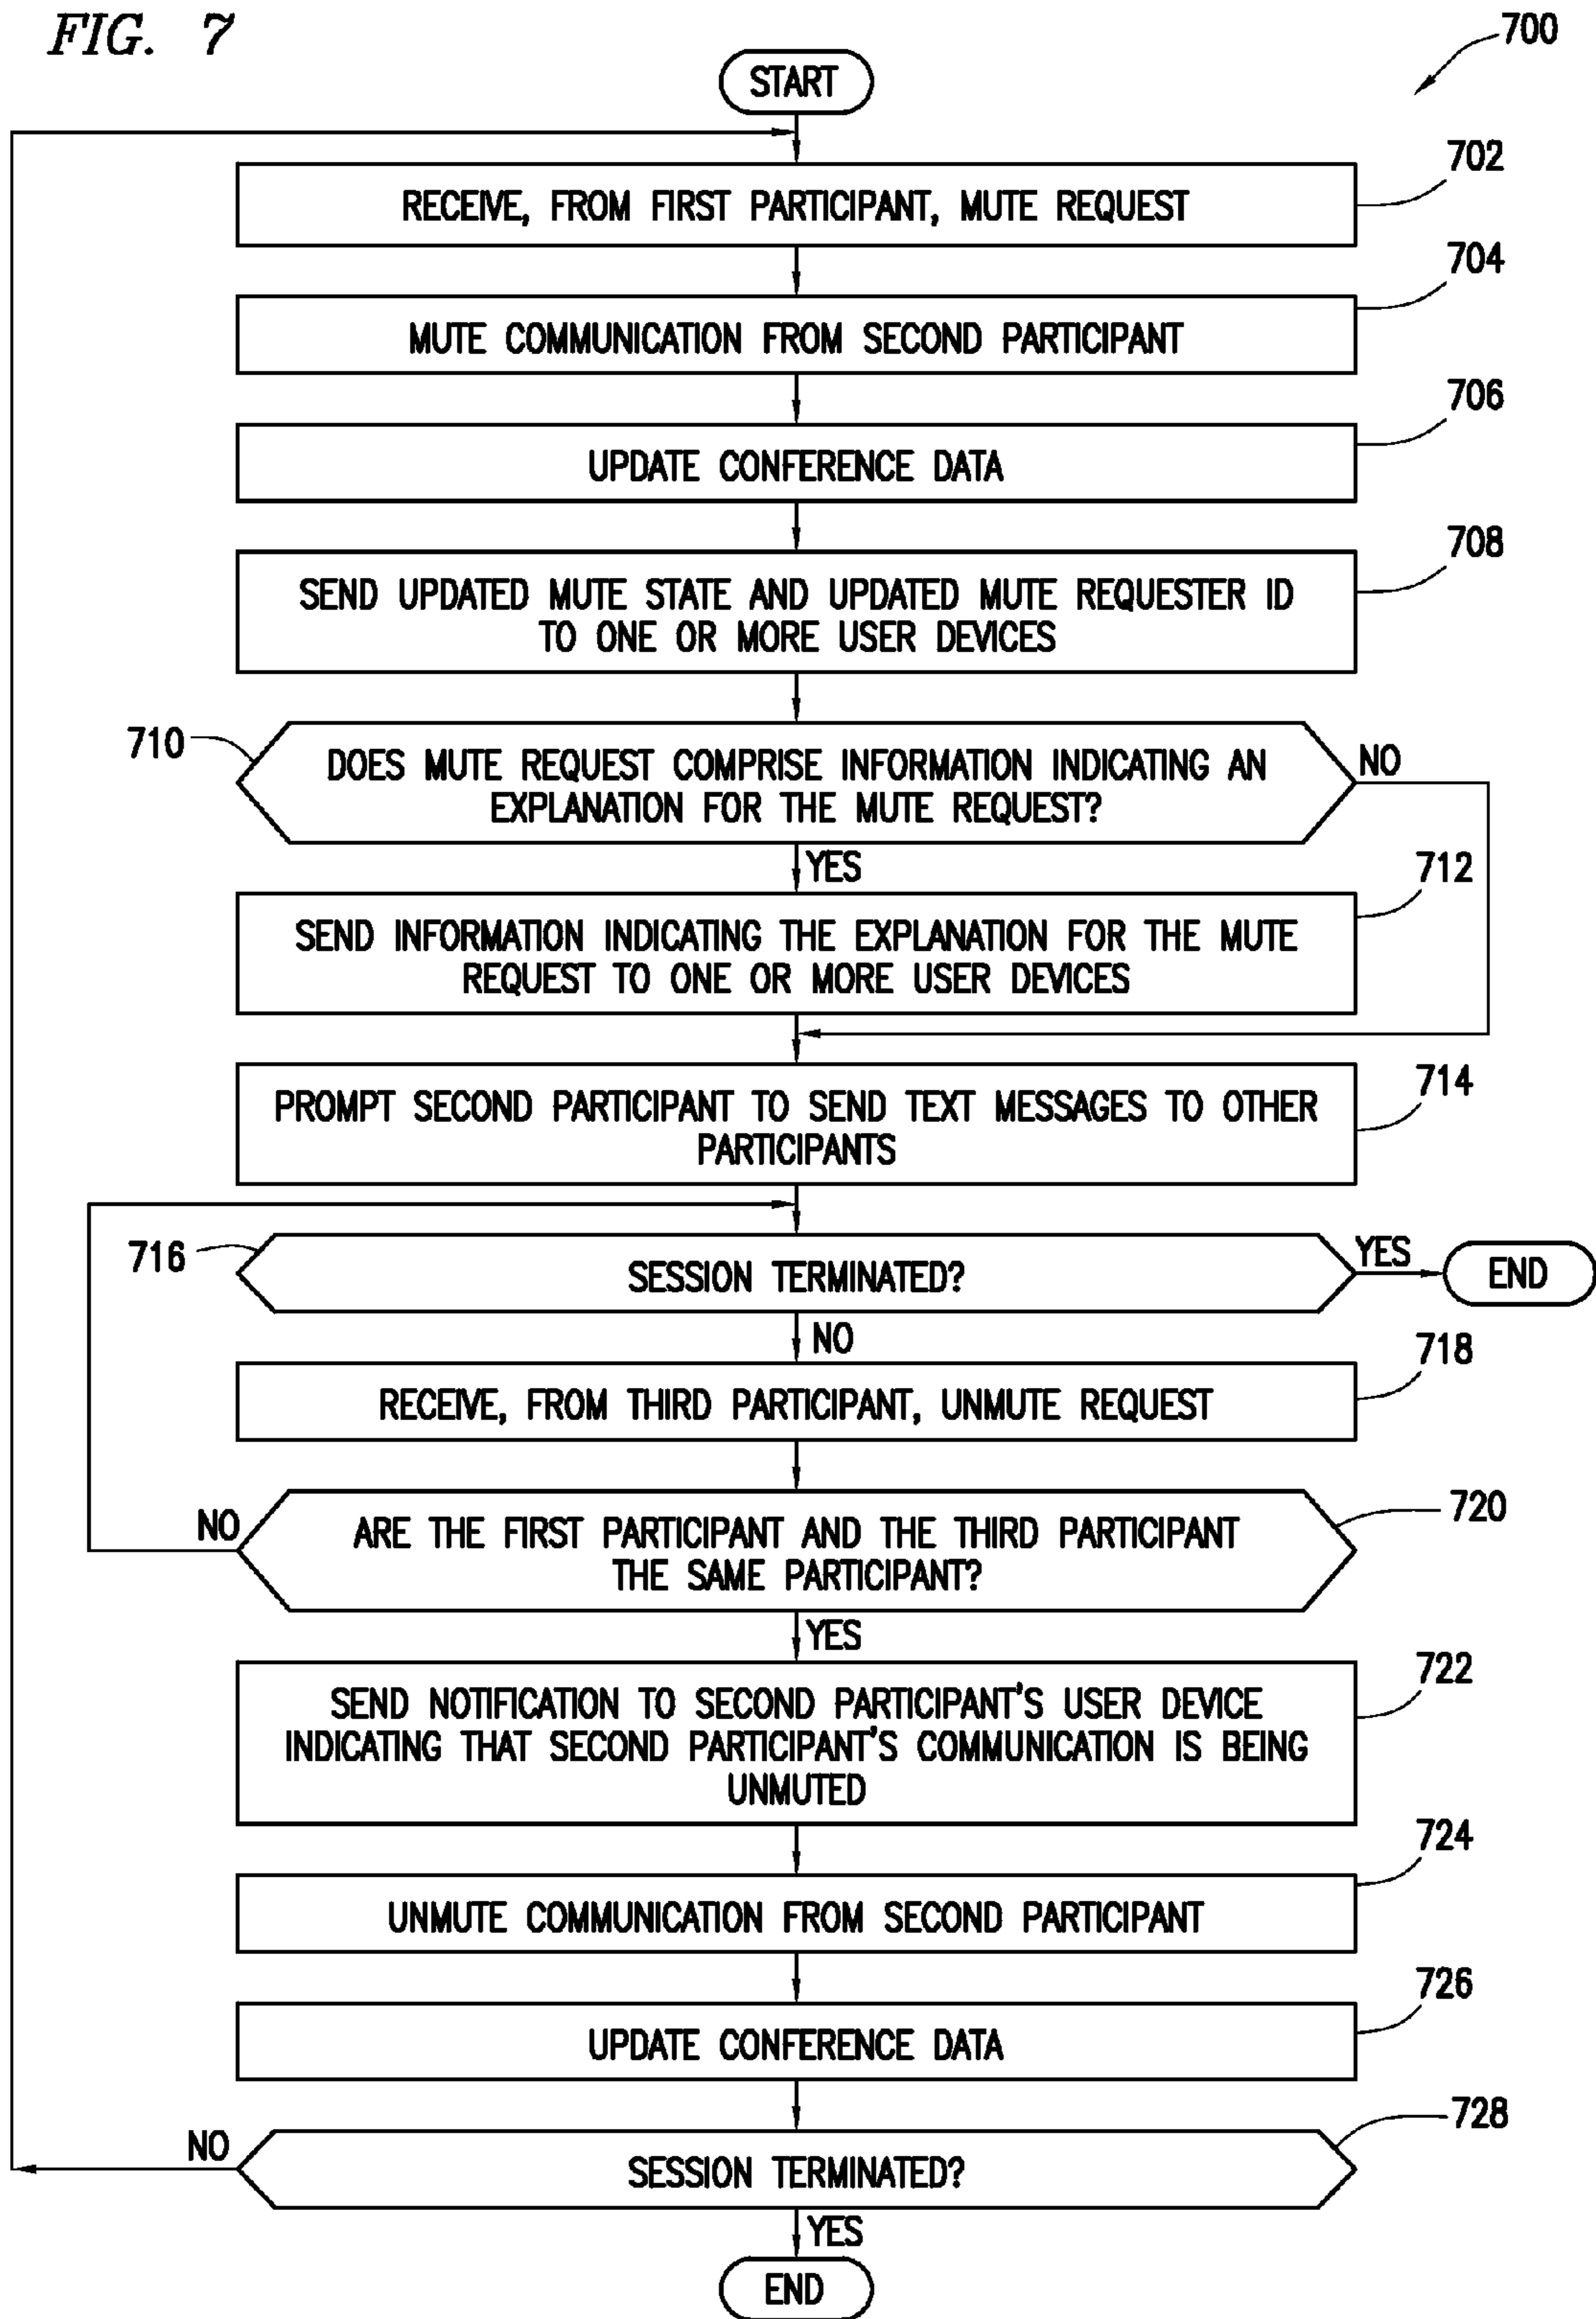 FIG. 7
700
START
702
RECEIVE, FROM FIRST PARTICIPANT, MUTE REQUEST
704
MUTE COMMUNICATION FROM SECOND PARTICIPANT
706
UPDATE CONFERENCE DATA
708
SEND UPDATED MUTE STATE AND UPDATED MUTE REQUESTER ID
TO ONE OR MORE USER DEVICES
710
DOES MUTE REQUEST COMPRISE INFORMATION INDICATING AN
EXPLANATION FOR THE MUTE REQUEST?
NO
YES
712
SEND INFORMATION INDICATING THE EXPLANATION FOR THE MUTE
REQUEST TO ONE OR MORE USER DEVICES
714
PROMPT SECOND PARTICIPANT TO SEND TEXT MESSAGES TO OTHER
PARTICIPANTS
716
SESSION TERMINATED?
YES
END
NO
718
RECEIVE, FROM THIRD PARTICIPANT, UNMUTE REQUEST
NO
720
ARE THE FIRST PARTICIPANT AND THE THIRD PARTICIPANT
THE SAME PARTICIPANT?
YES
722
SEND NOTIFICATION TO SECOND PARTICIPANT'S USER DEVICE
INDICATING THAT SECOND PARTICIPANT'S COMMUNICATION IS BEING
UNMUTED
724
UNMUTE COMMUNICATION FROM SECOND PARTICIPANT
726
UPDATE CONFERENCE DATA
728
NO
SESSION TERMINATED?
YES
END